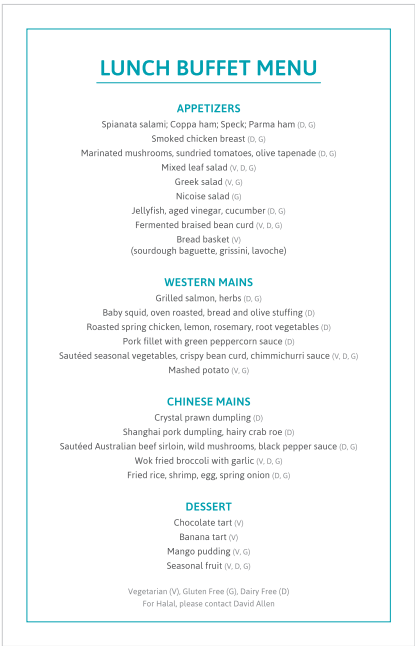 LUNCH BUFFET MENU
APPETIZERS
Spianata salami; Coppa ham; Speck; Parma ham (D, G)
Smoked chicken breast (D, G)
Marinated mushrooms, sundried tomatoes, olive tapenade (D, G)
Mixed leaf salad (V, D, G)
Greek salad (V, G)
Nicoise salad (G)
Jellyfish, aged vinegar, cucumber (D, G)
Fermented braised bean curd (V, D, G)
Bread basket (V)
(sourdough baguette, grissini, lavoche)
WESTERN MAINS
Grilled salmon, herbs (D, G)
Baby squid, oven roasted, bread and olive stuffing (D)
Roasted spring chicken, lemon, rosemary, root vegetables (D)
Pork fillet with green peppercorn sauce (D)
Sautéed seasonal vegetables, crispy bean curd, chimmichurri sauce (V, D, G)
Mashed potato (V, G)
CHINESE MAINS
Crystal prawn dumpling (D)
Shanghai pork dumpling, hairy crab roe (D)
Sautéed Australian beef sirloin, wild mushrooms, black pepper sauce (D, G)
Wok fried broccoli with garlic (V, D, G)
Fried rice, shrimp, egg, spring onion (D, G)
DESSERT
Chocolate tart (V)
Banana tart (V)
Mango pudding (V, G)
Seasonal fruit (V, D, G)
Vegetarian (V), Gluten Free (G), Dairy Free (D)
For Halal, please contact David Allen